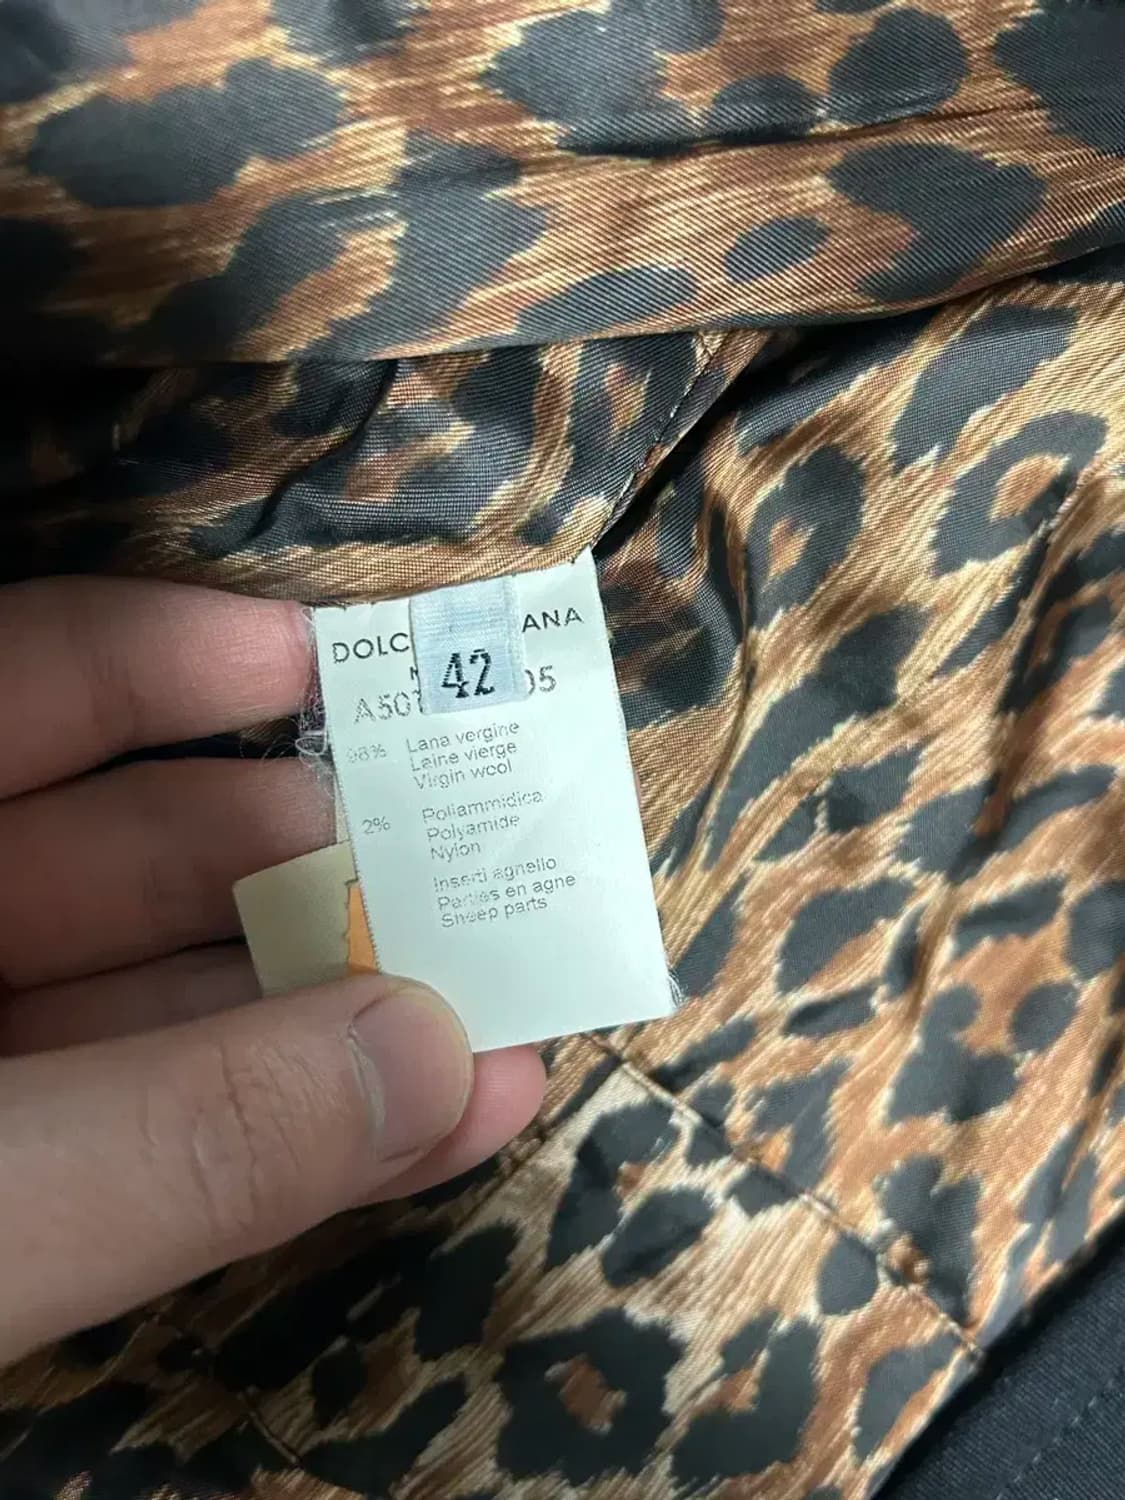 DOLC ANA
42
A50 05
98% Lana vergine
Laine vierge
Virgin wool
2% Poliammidica
Polyamide
Nylon
Inserti agnello
Parties en agne
Sheep parts